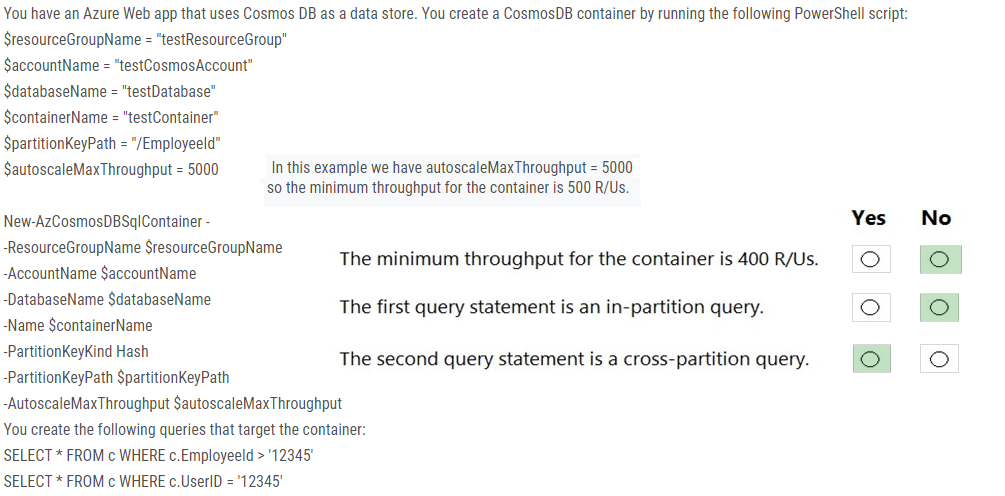 You have an Azure Web app that uses Cosmos DB as a data store. You create a CosmosDB container by running the following PowerShell script:
$resourceGroupName = "testResourceGroup"
$accountName = "testCosmosAccount"
$databaseName = "testDatabase"
$containerName = "testContainer"
$partitionKeyPath = "/EmployeeId"
$autoscaleMaxThroughput = 5000
In this example we have autoscaleMaxThroughput = 5000
so the minimum throughput for the container is 500 R/Us.
New-AzCosmosDBSqlContainer -
-ResourceGroupName $resourceGroupName
-AccountName $accountName
-DatabaseName $databaseName
-Name $containerName
-PartitionKeyKind Hash
-PartitionKeyPath $partitionKeyPath
-AutoscaleMaxThroughput $autoscaleMaxThroughput
Yes No
The minimum throughput for the container is 400 R/Us.
The first query statement is an in-partition query.
The second query statement is a cross-partition query.
You create the following queries that target the container:
SELECT * FROM c WHERE c.EmployeeId > '12345'
SELECT * FROM c WHERE c.UserID = '12345'